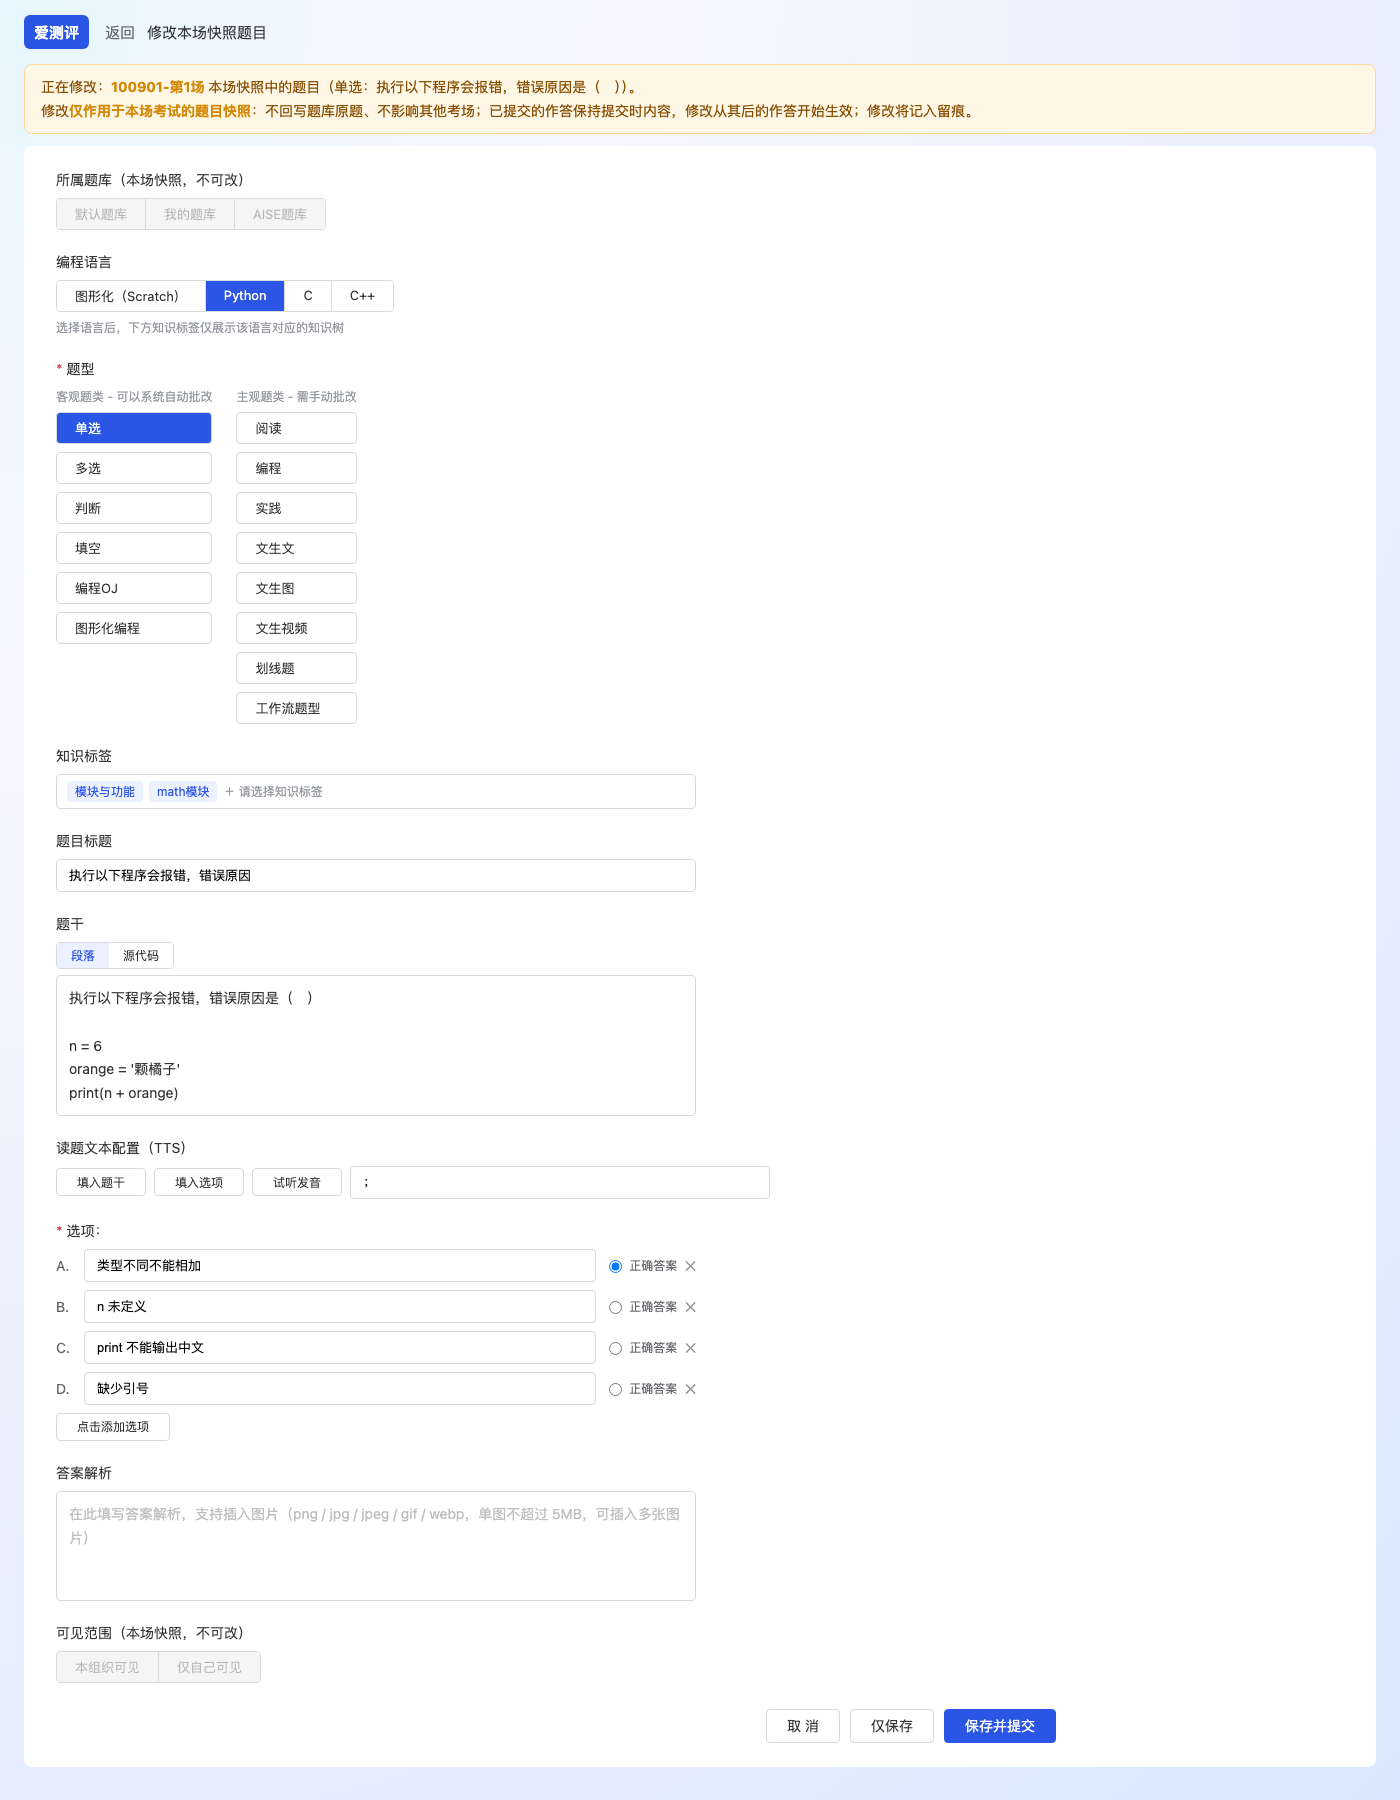 爱测评 返回 修改本场快照题目
正在修改：100901-第1场 本场快照中的题目（单选：执行以下程序会报错，错误原因是（　））。
修改仅作用于本场考试的题目快照：不回写题库原题、不影响其他考场；已提交的作答保持提交时内容，修改从其后的作答开始生效；修改将记入留痕。
所属题库（本场快照，不可改）
默认题库 我的题库 AISE题库
编程语言
图形化（Scratch） Python C C++
选择语言后，下方知识标签仅展示该语言对应的知识树
* 题型
客观题类 - 可以系统自动批改 主观题类 - 需手动批改
单选 阅读
多选 编程
判断 实践
填空 文生文
编程OJ 文生图
图形化编程 文生视频
划线题
工作流题型
知识标签
模块与功能 math模块 + 请选择知识标签
题目标题
执行以下程序会报错，错误原因
题干
段落 源代码
执行以下程序会报错，错误原因是（　）
n = 6
orange = '颗橘子'
print(n + orange)
读题文本配置（TTS）
填入题干 填入选项 试听发音 ；
* 选项：
A. 类型不同不能相加 正确答案 ×
B. n 未定义 正确答案 ×
C. print 不能输出中文 正确答案 ×
D. 缺少引号 正确答案 ×
点击添加选项
答案解析
在此填写答案解析，支持插入图片（png / jpg / jpeg / gif / webp，单图不超过 5MB，可插入多张图
片）
可见范围（本场快照，不可改）
本组织可见 仅自己可见
取 消 仅保存 保存并提交